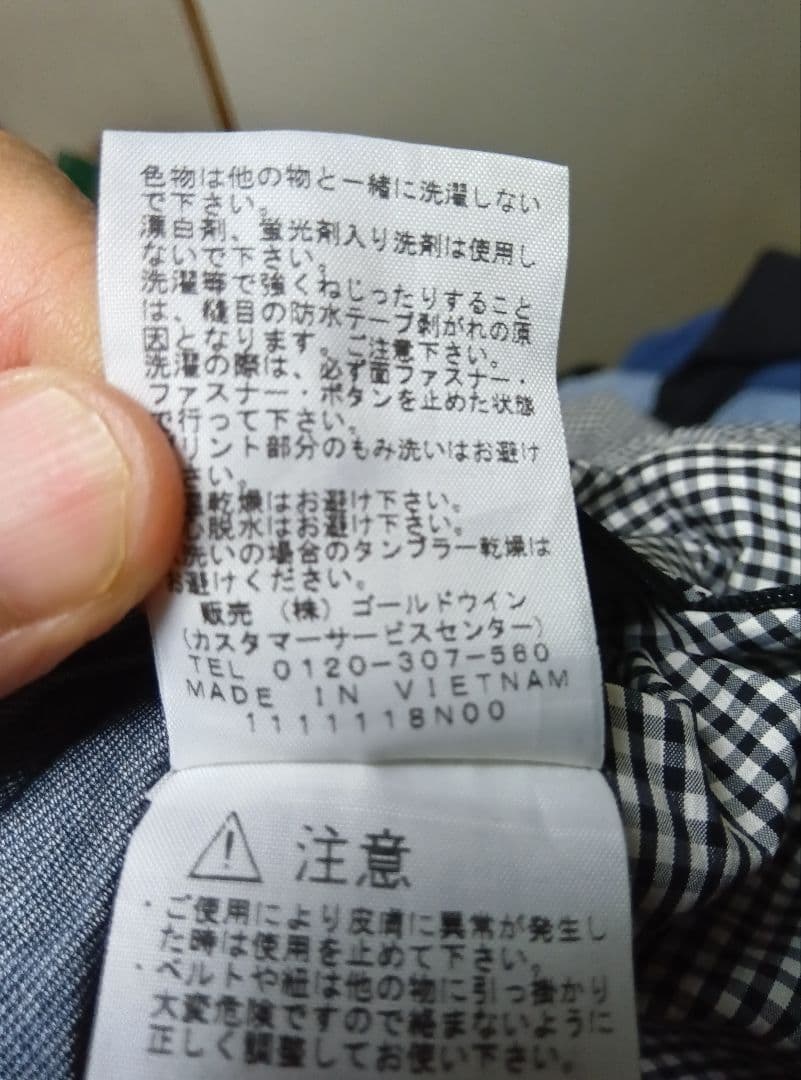 色物は他の物と一緒に洗濯しない
で下さい。
漂白剤、蛍光剤入り洗剤は使用し
ないで下さい。
洗濯等で強くねじったりすること
は、縫目の防水テープ剥がれの原
因となります。ご注意下さい。
洗濯の際は、必ず面ファスナー・
ファスナー・ボタンを止めた状態
で行って下さい。
リント部分のもみ洗いはお避け
さい。
乾燥はお避け下さい。
脱水はお避け下さい。
洗いの場合のタンブラー乾燥は
お避けください。
販売 (株) ゴールドウイン
(カスタマーサービスセンター)
TEL 0120-307-560
MADE IN VIETNAM
1111118N00
注意
・ご使用により皮膚に異常が発生し
た時は使用を止めて下さい。
・ベルトや紐は他の物に引っ掛かり
大変危険ですので絡まないように
正しく調整してお使い下さい。